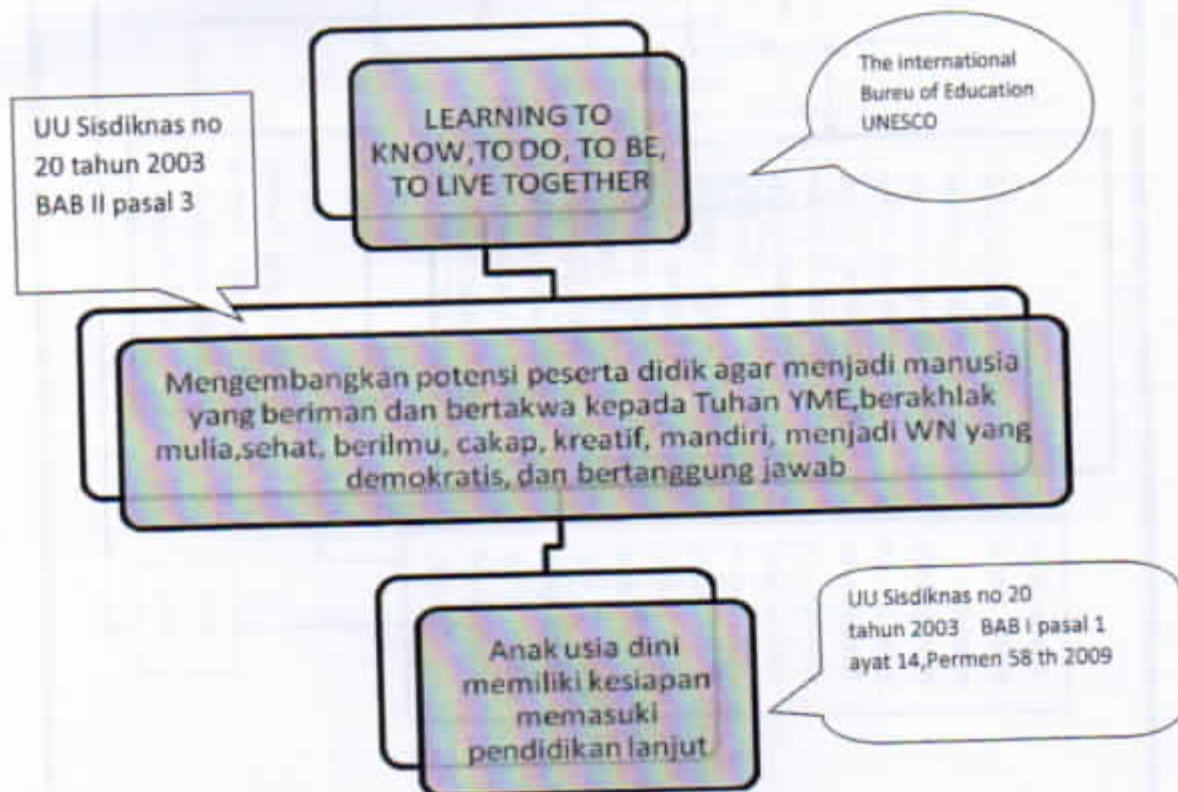 The international
Bureu of Education
UNESCO
LEARNING TO
KNOW,TO DO, TO BE,
TO LIVE TOGETHER
UU Sisdiknas no
20 tahun 2003
BAB II pasal 3
Mengembangkan potensi peserta didik agar menjadi manusia
yang beriman dan bertakwa kepada Tuhan YME,berakhlak
mulia,sehat, berilmu, cakap, kreatif, mandiri, menjadi WN yang
demokratis, dan bertanggung jawab
UU Sisdiknas no 20
tahun 2003 BAB I pasal 1
ayat 14,Permen 58 th 2009
Anak usia dini
memiliki kesiapan
memasuki
pendidikan lanjut